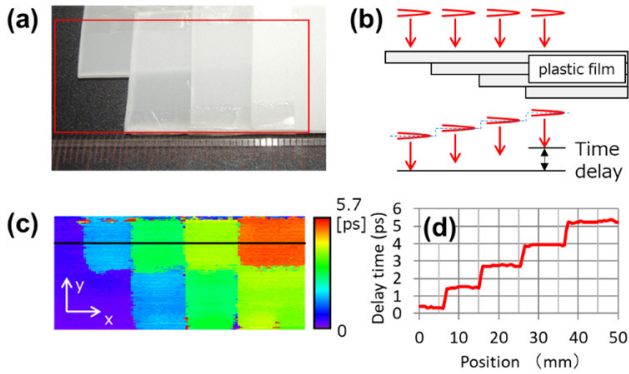 (a)
(b)
plastic film
Time
delay
(c)
5.7
[ps]
0
y
x
(d)
Delay time (ps)
6
5
4
3
2
1
0
0 10 20 30 40 50
Position （mm)